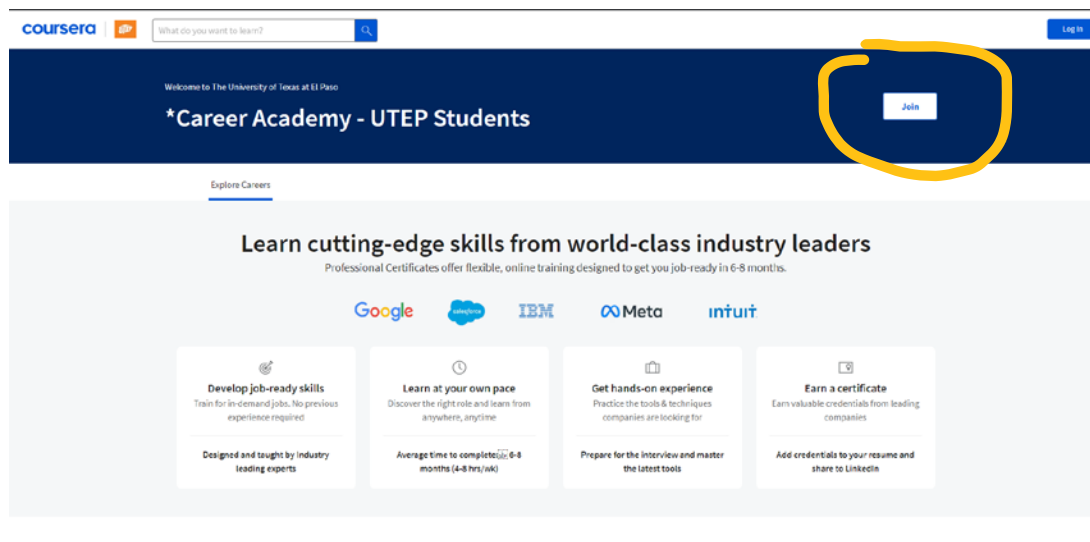 coursera
What do you want to learn?
Log In
Welcome to The University of Texas at El Paso
*Career Academy - UTEP Students
Join
Explore Careers
Learn cutting-edge skills from world-class industry leaders
Professional Certificates offer flexible, online training designed to get you job-ready in 6-8 months.
Google salesforce IBM Meta intuit
Develop job-ready skills
Train for in-demand jobs. No previous
experience required
Designed and taught by industry
leading experts
Learn at your own pace
Discover the right role and learn from
anywhere, anytime
Average time to complete 6-8
months (4-8 hrs/wk)
Get hands-on experience
Practice the tools & techniques
companies are looking for
Prepare for the interview and master
the latest tools
Earn a certificate
Earn valuable credentials from leading
companies
Add credentials to your resume and
share to LinkedIn